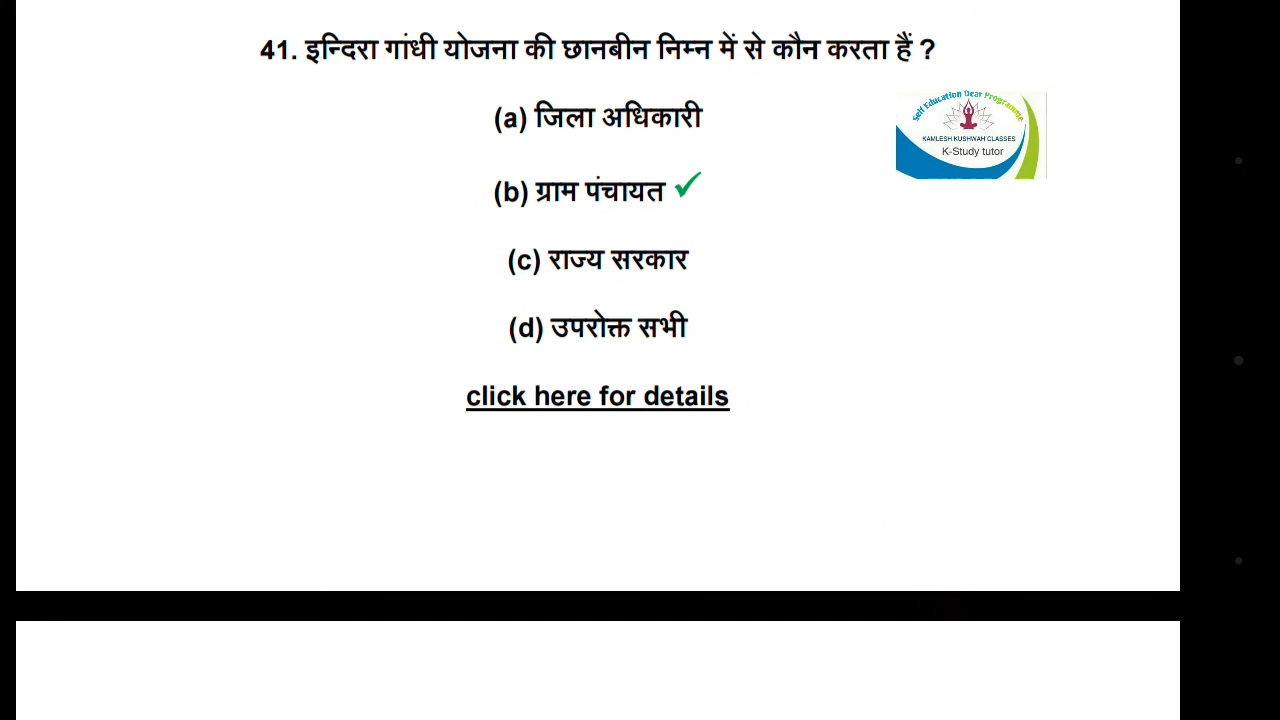 41. इन्दिरा गांधी योजना की छानबीन निम्न में से कौन करता हैं ?
(a) जिला अधिकारी
Self Education Dear Programme
KAMLESH KUSHWAH CLASSES
K-Study tutor
(b) ग्राम पंचायत ✓
(c) राज्य सरकार
(d) उपरोक्त सभी
click here for details